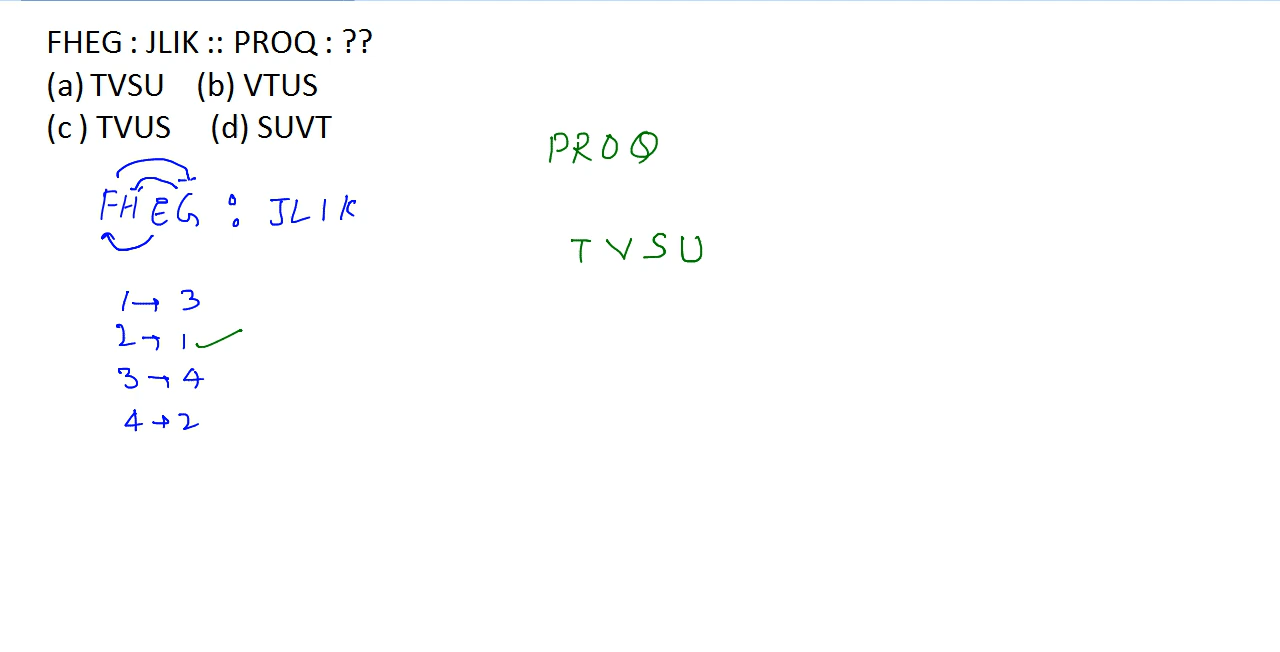 FHEG : JLIK :: PROQ : ??
(a) TVSU (b) VTUS
(c ) TVUS (d) SUVT
PROQ
FHEG : JLIK
TVSU
1→ 3
2→ 1
3→ 4
4→ 2